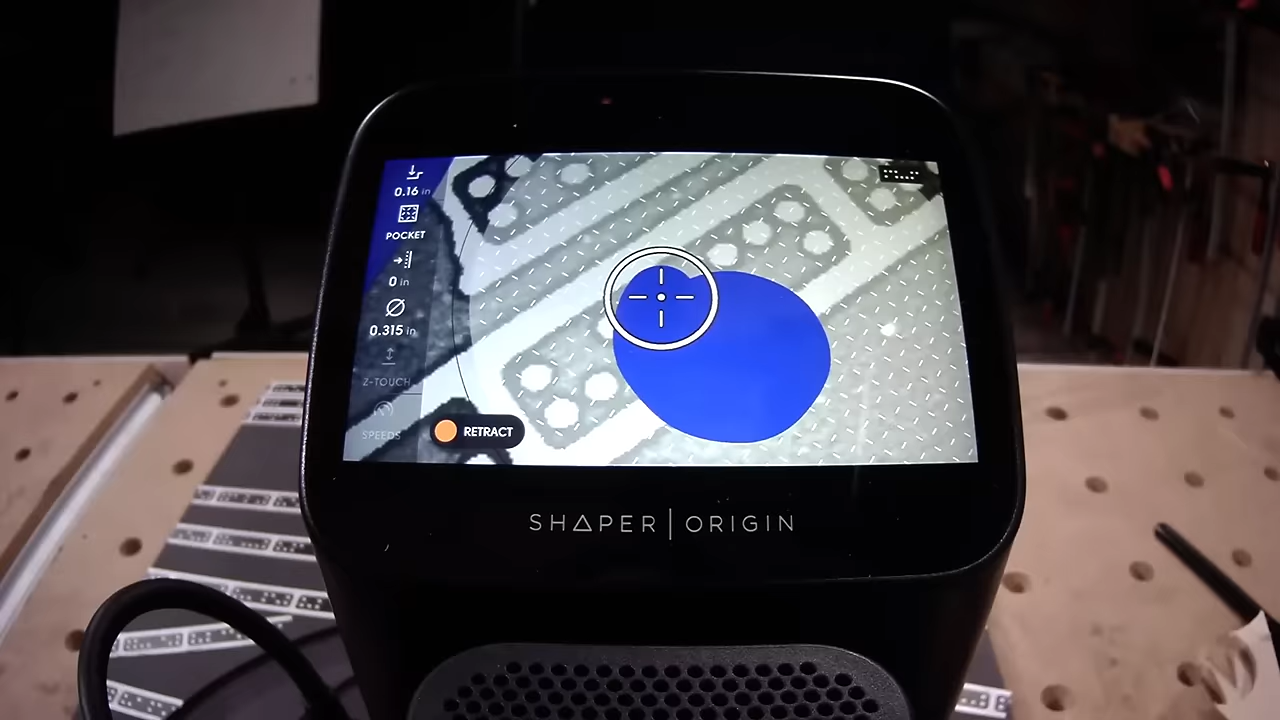 0.16 in
POCKET
0 in
0.315 in
Z-TOUCH
SPEEDS
RETRACT
SHAPER | ORIGIN